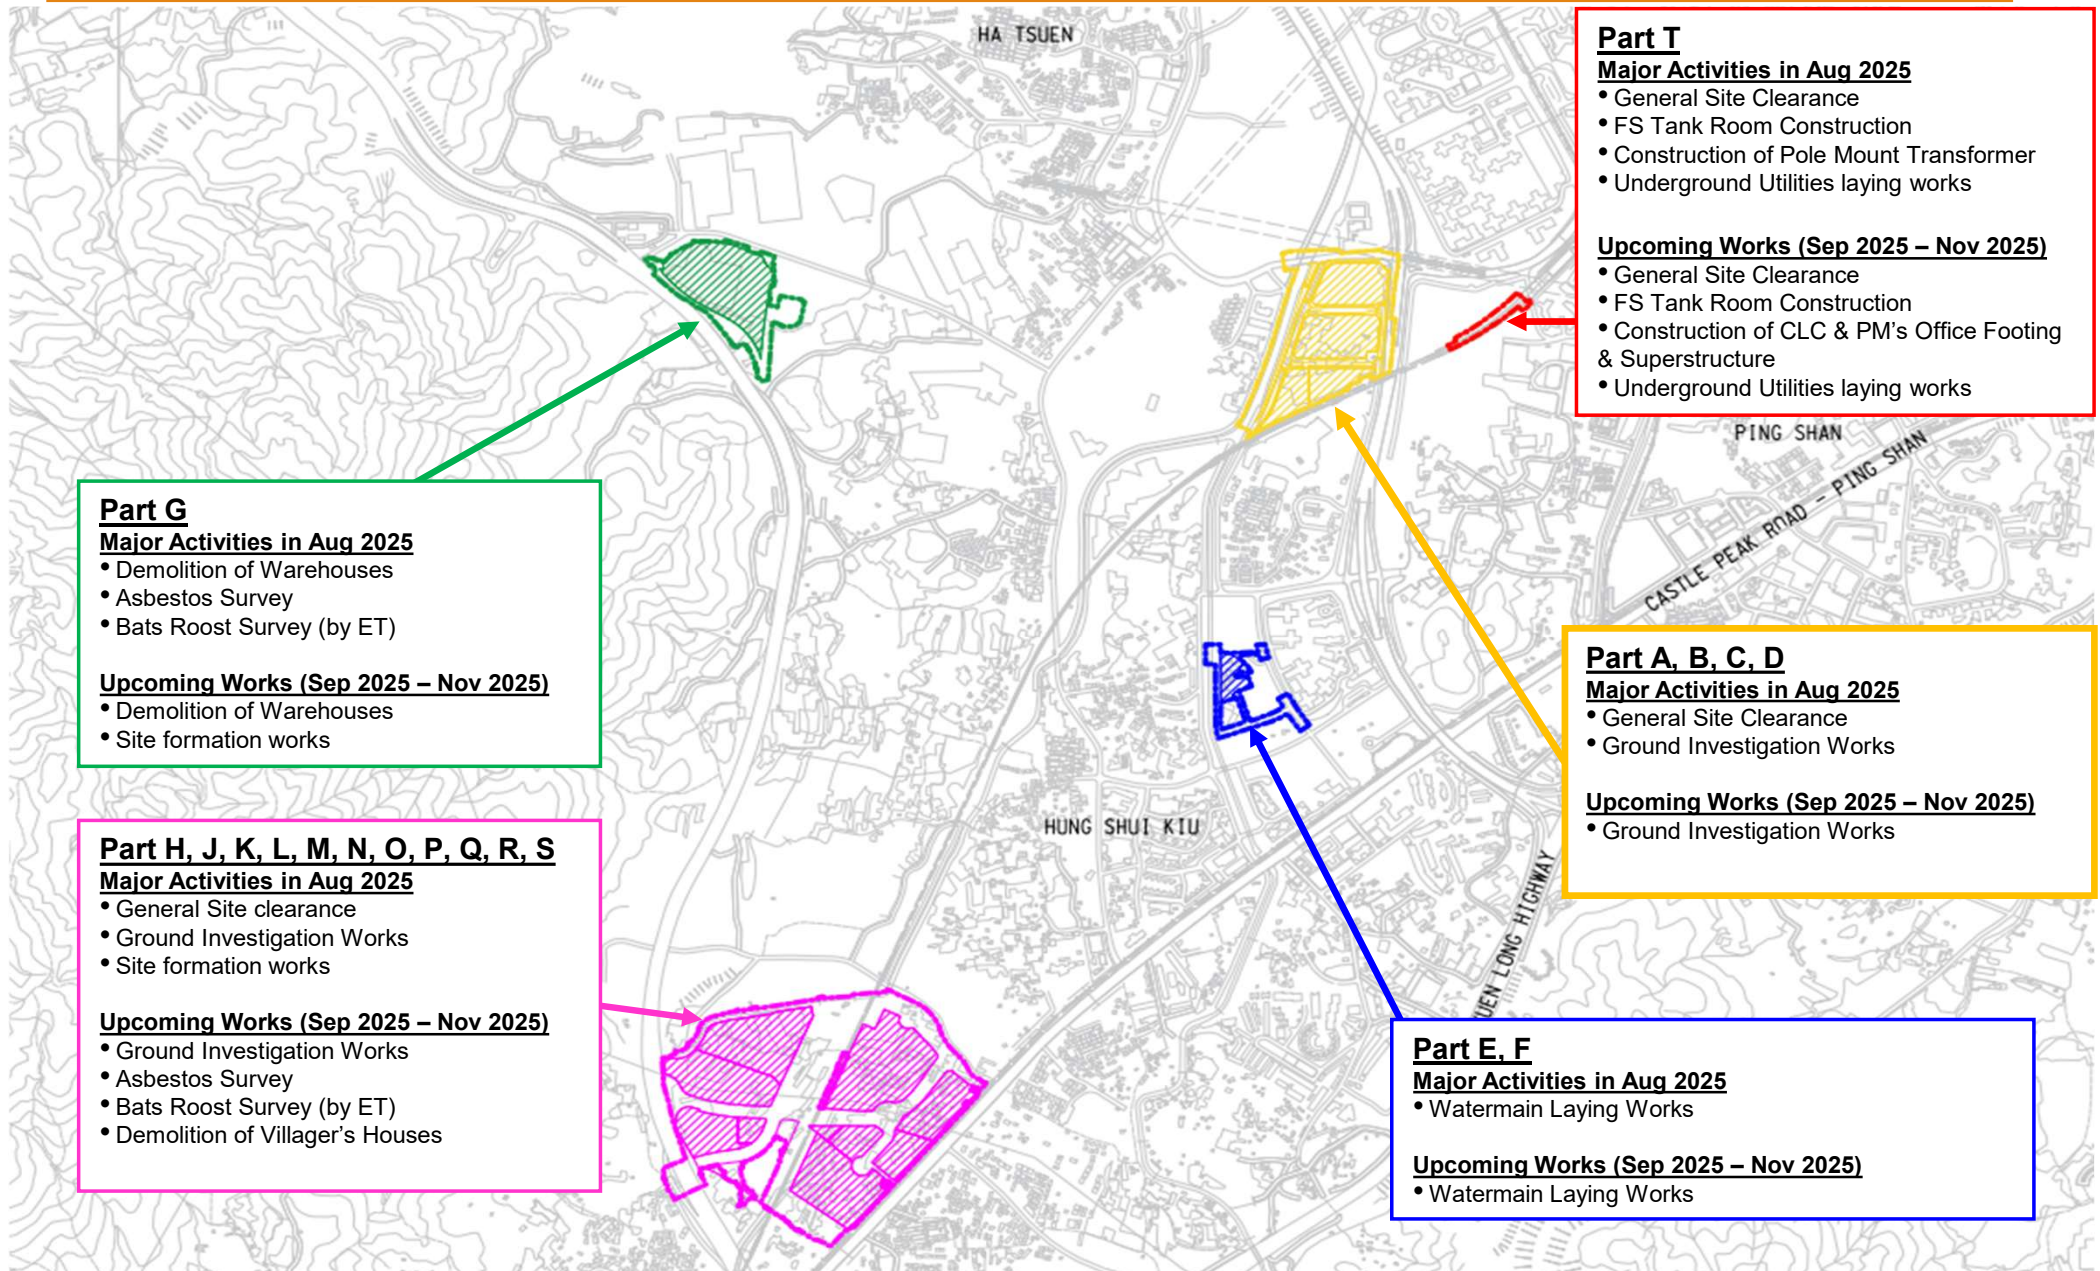 HA TSUEN
Part T
Major Activities in Aug 2025
• General Site Clearance
• FS Tank Room Construction
• Construction of Pole Mount Transformer
• Underground Utilities laying works
Upcoming Works (Sep 2025 – Nov 2025)
• General Site Clearance
• FS Tank Room Construction
• Construction of CLC & PM's Office Footing
& Superstructure
• Underground Utilities laying works
PING SHAN
CASTLE PEAK ROAD - PING SHAN
Part G
Major Activities in Aug 2025
• Demolition of Warehouses
• Asbestos Survey
• Bats Roost Survey (by ET)
Upcoming Works (Sep 2025 – Nov 2025)
• Demolition of Warehouses
• Site formation works
Part A, B, C, D
Major Activities in Aug 2025
• General Site Clearance
• Ground Investigation Works
Upcoming Works (Sep 2025 – Nov 2025)
• Ground Investigation Works
HUNG SHUI KIU
UEN LONG HIGHWAY
Part H, J, K, L, M, N, O, P, Q, R, S
Major Activities in Aug 2025
• General Site clearance
• Ground Investigation Works
• Site formation works
Upcoming Works (Sep 2025 – Nov 2025)
• Ground Investigation Works
• Asbestos Survey
• Bats Roost Survey (by ET)
• Demolition of Villager's Houses
Part E, F
Major Activities in Aug 2025
• Watermain Laying Works
Upcoming Works (Sep 2025 – Nov 2025)
• Watermain Laying Works